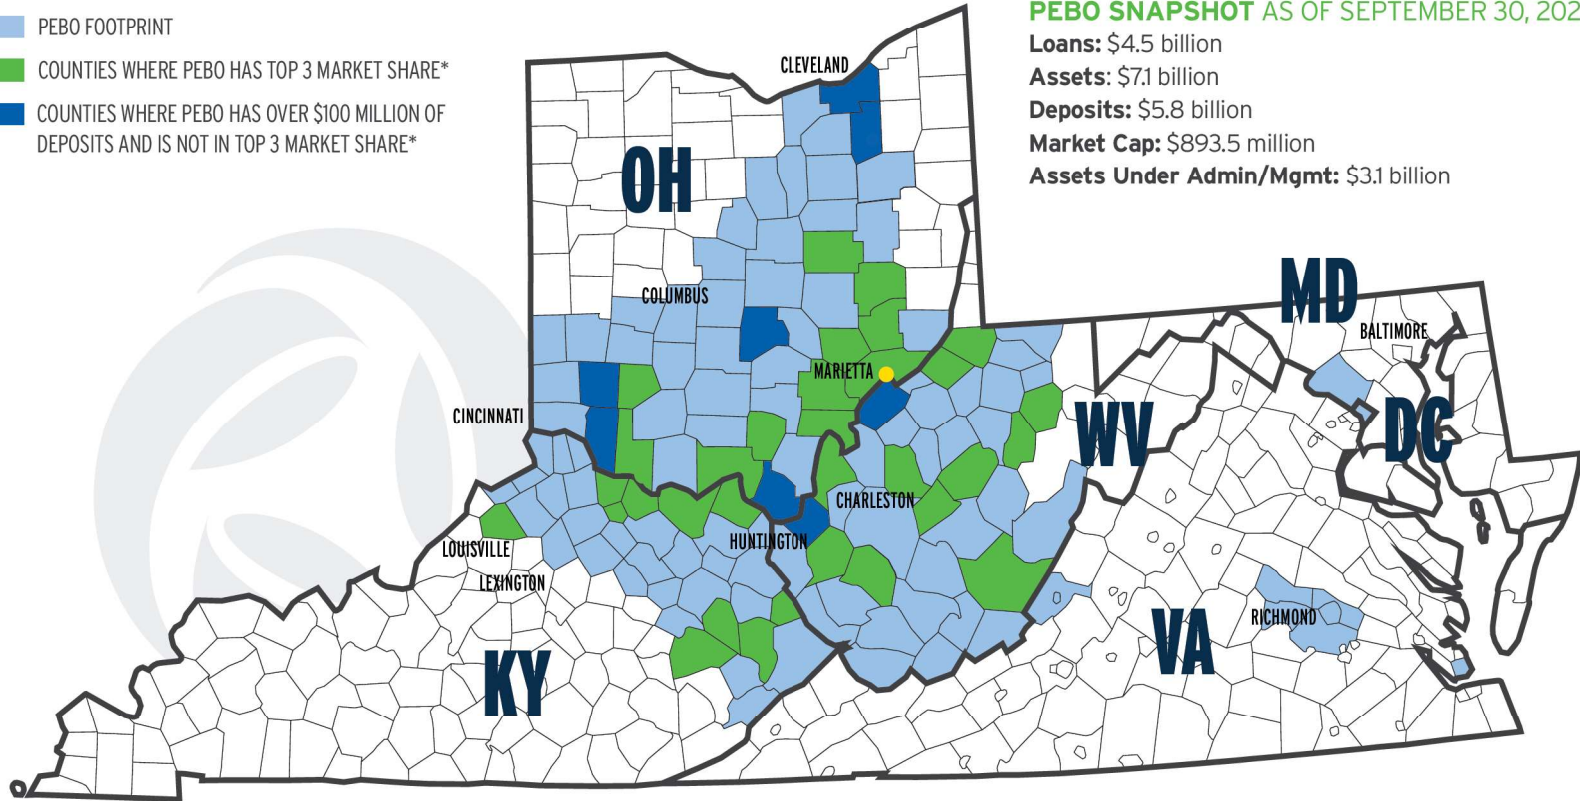 PEBO FOOTPRINT
COUNTIES WHERE PEBO HAS TOP 3 MARKET SHARE*
COUNTIES WHERE PEBO HAS OVER $100 MILLION OF
DEPOSITS AND IS NOT IN TOP 3 MARKET SHARE*
PEBO SNAPSHOT AS OF SEPTEMBER 30, 202
Loans: $4.5 billion
Assets: $7.1 billion
Deposits: $5.8 billion
Market Cap: $893.5 million
Assets Under Admin/Mgmt: $3.1 billion
CLEVELAND
OH
MD
COLUMBUS
BALTIMORE
MARIETTA
CINCINNATI
WV
DC
CHARLESTON
HUNTINGTON
LOUISVILLE
LEXINGTON
RICHMOND
VA
KY